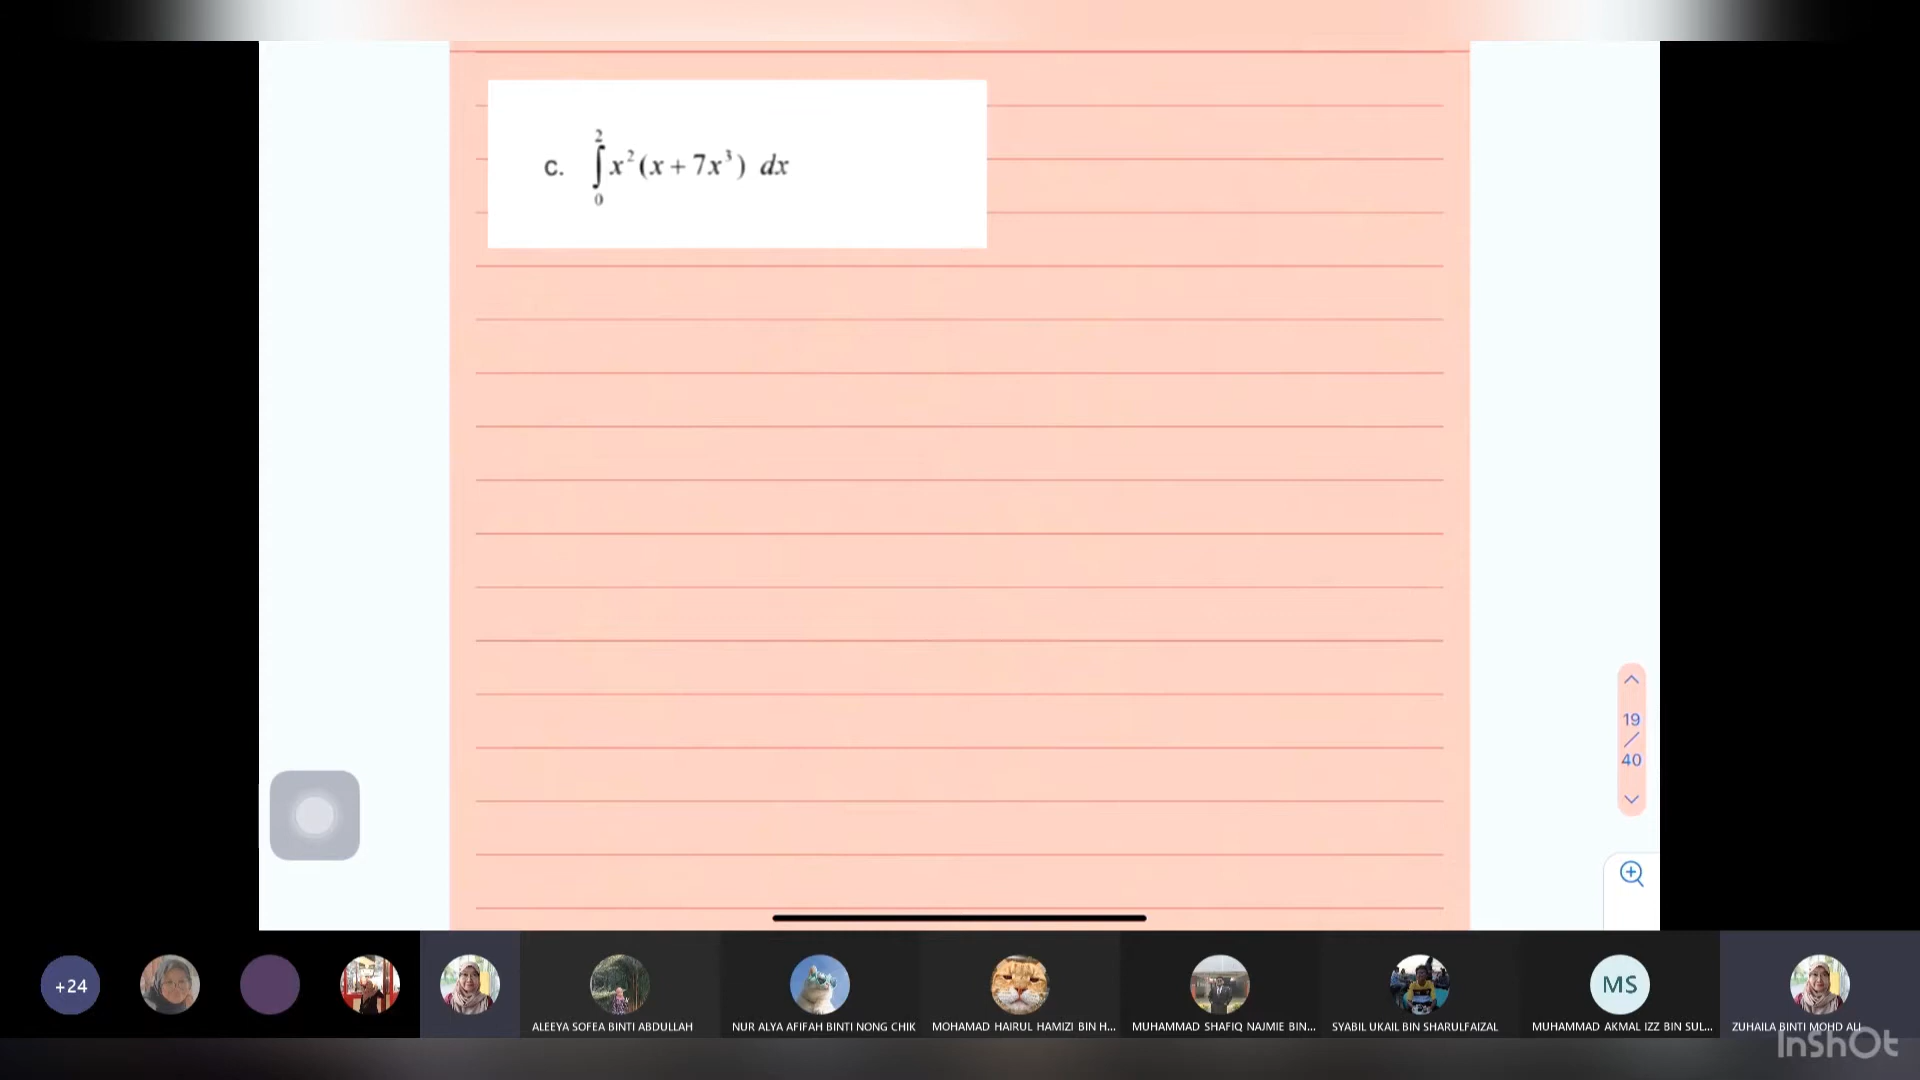 c. ∫₀² x²(x + 7x³) dx
19
/
40
+24
ALEEYA SOFEA BINTI ABDULLAH
NUR ALYA AFIFAH BINTI NONG CHIK
MOHAMAD HAIRUL HAMIZI BIN H...
MUHAMMAD SHAFIQ NAJMIE BIN...
SYABIL UKAIL BIN SHARULFAIZAL
MS
MUHAMMAD AKMAL IZZ BIN SUL...
ZUHAILA BINTI MOHD ALI
InShOt